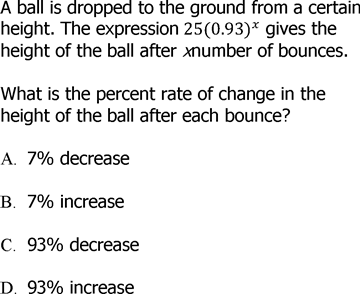 A ball is dropped to the ground from a certain
height. The expression 25(0.93)ˣ gives the
height of the ball after xnumber of bounces.
What is the percent rate of change in the
height of the ball after each bounce?
A. 7% decrease
B. 7% increase
C. 93% decrease
D. 93% increase